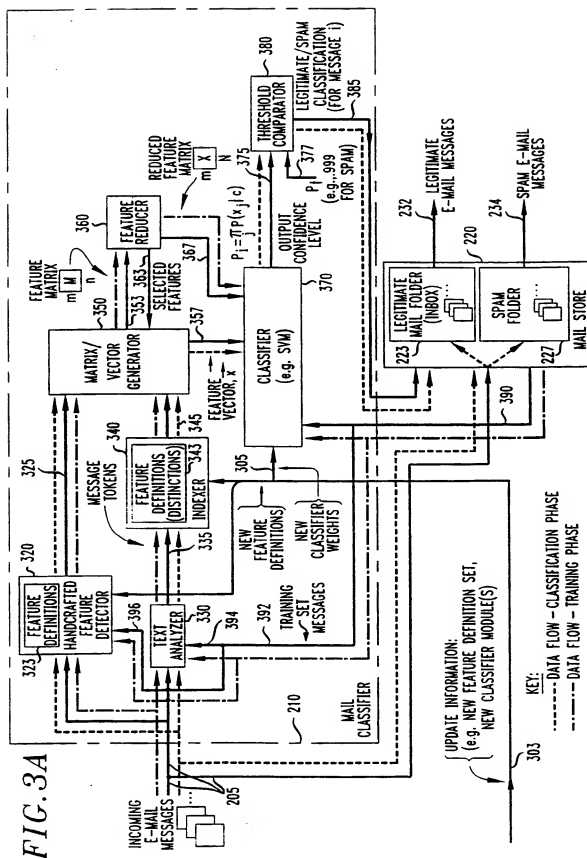 FIG. 3A
INCOMING
E-MAIL
MESSAGES
205
210
MAIL
CLASSIFIER
320
FEATURE
DEFINITIONS
323
HANDCRAFTED
FEATURE
DETECTOR
396
325
TEXT
ANALYZER
330
394
392
TRAINING
SET
MESSAGES
MESSAGE
TOKENS
335
340
FEATURE
DEFINITIONS
(DISTINCTIONS)
343
INDEXER
345
NEW
FEATURE
DEFINITIONS
305
NEW
CLASSIFIER
WEIGHTS
FEATURE
MATRIX
m M
n
350
353
MATRIX/
VECTOR
GENERATOR
357
FEATURE
VECTOR, x
360
FEATURE
REDUCER
363
SELECTED
FEATURES
367
REDUCED
FEATURE
MATRIX
m X
N
CLASSIFIER
(e.g. SVM)
370
Pi=πP(xj|c)
j
OUTPUT
CONFIDENCE
LEVEL
375
377
Pt
(e.g., .999
FOR SPAM)
380
THRESHOLD
COMPARATOR
LEGITIMATE/SPAM
CLASSIFICATION
(FOR MESSAGE i)
385
232
LEGITIMATE
E-MAIL MESSAGES
234
SPAM E-MAIL
MESSAGES
220
LEGITIMATE
MAIL FOLDER
(INBOX)
223
SPAM
FOLDER
227
MAIL STORE
390
UPDATE INFORMATION:
(e.g. NEW FEATURE DEFINITION SET,
NEW CLASSIFIER MODULE(S)
303
KEY:
DATA FLOW-CLASSIFICATION PHASE
DATA FLOW-TRAINING PHASE